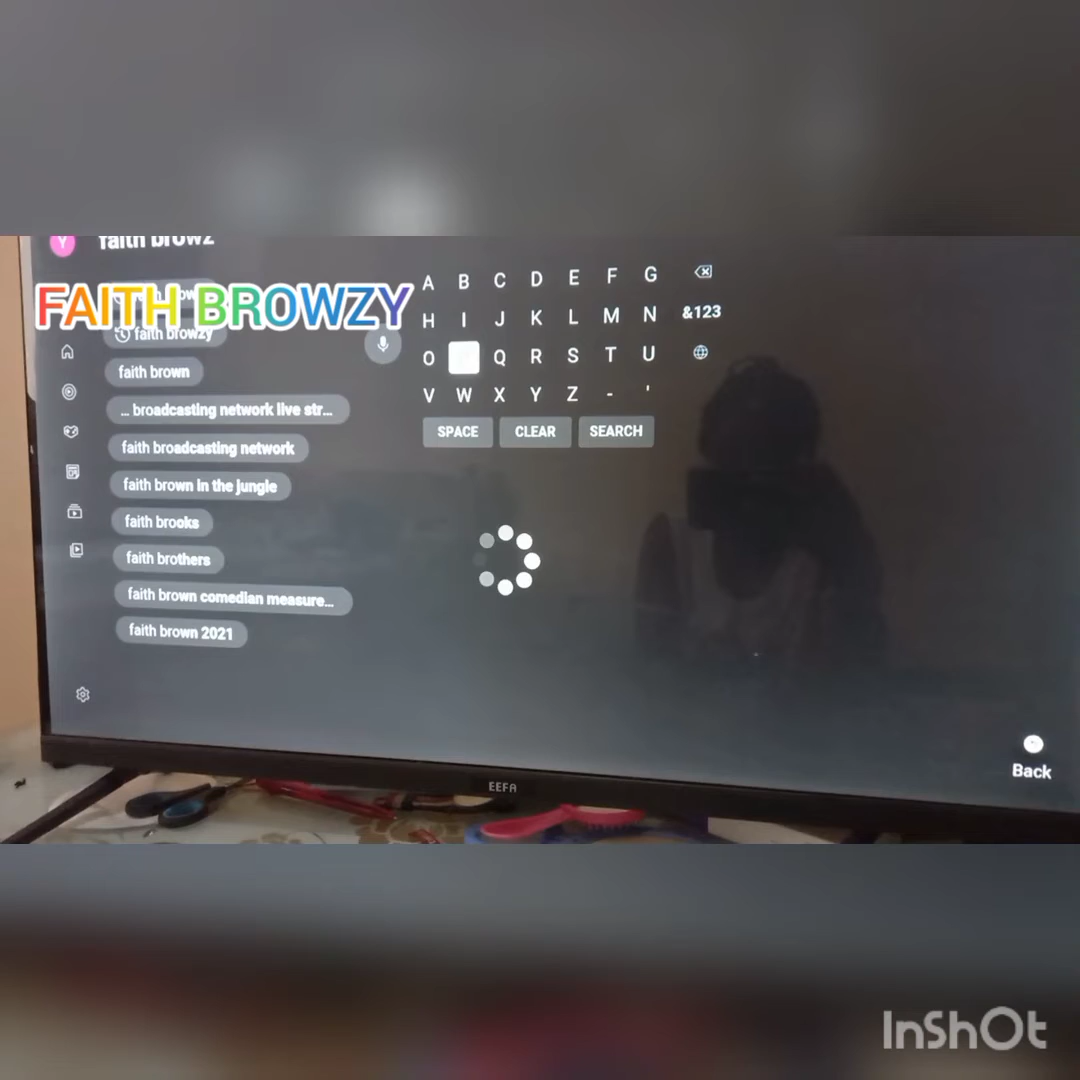 Y
faith browz
FAITH BROWZY
faith browzy
faith brown
... broadcasting network live str...
faith broadcasting network
faith brown in the jungle
faith brooks
faith brothers
faith brown comedian measure...
faith brown 2021
A B C D E F G
H I J K L M N &123
O Q R S T U
V W X Y Z - '
SPACE CLEAR SEARCH
Back
EEFA
InShOt